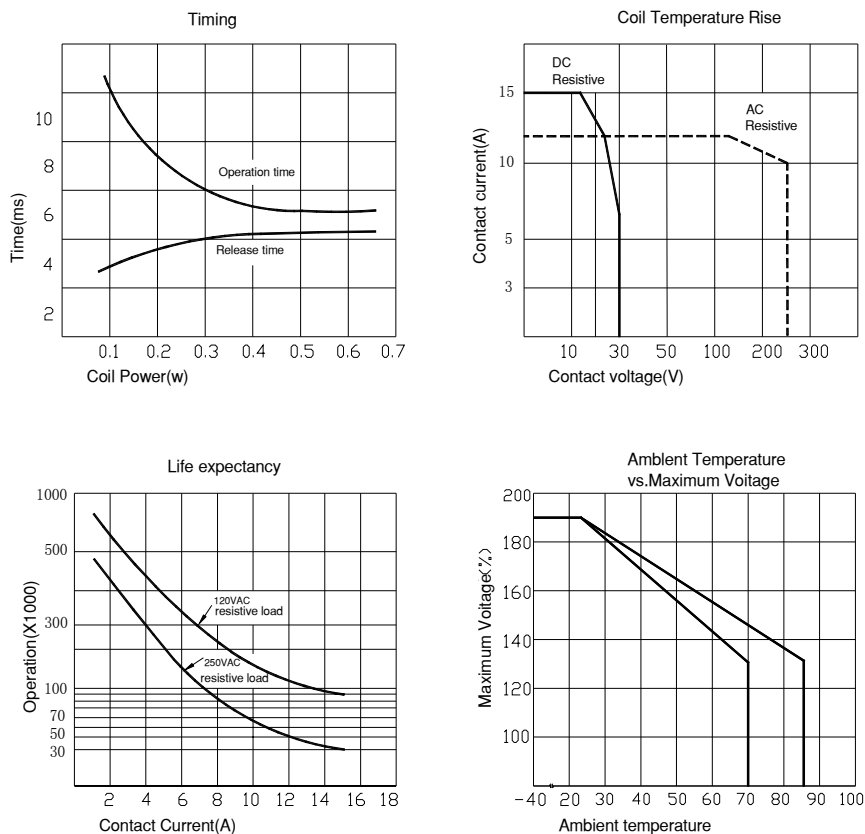 Timing
10
8
6
4
2
Time(ms)
Operation time
Release time
0.1 0.2 0.3 0.4 0.5 0.6 0.7
Coil Power(w)
Coil Temperature Rise
DC
Resistive
AC
Resistive
15
10
5
3
Contact current(A)
10 30 50 100 200 300
Contact voltage(V)
Life expectancy
1000
500
300
100
70
50
30
Operation(X1000)
120VAC
resistive load
250VAC
resistive load
2 4 6 8 10 12 14 16 18
Contact Current(A)
Amblent Temperature
vs.Maximum Voltage
200
180
160
140
120
100
Maximum Voltage(%)
-40 20 30 40 50 60 70 80 90 100
Ambient temperature